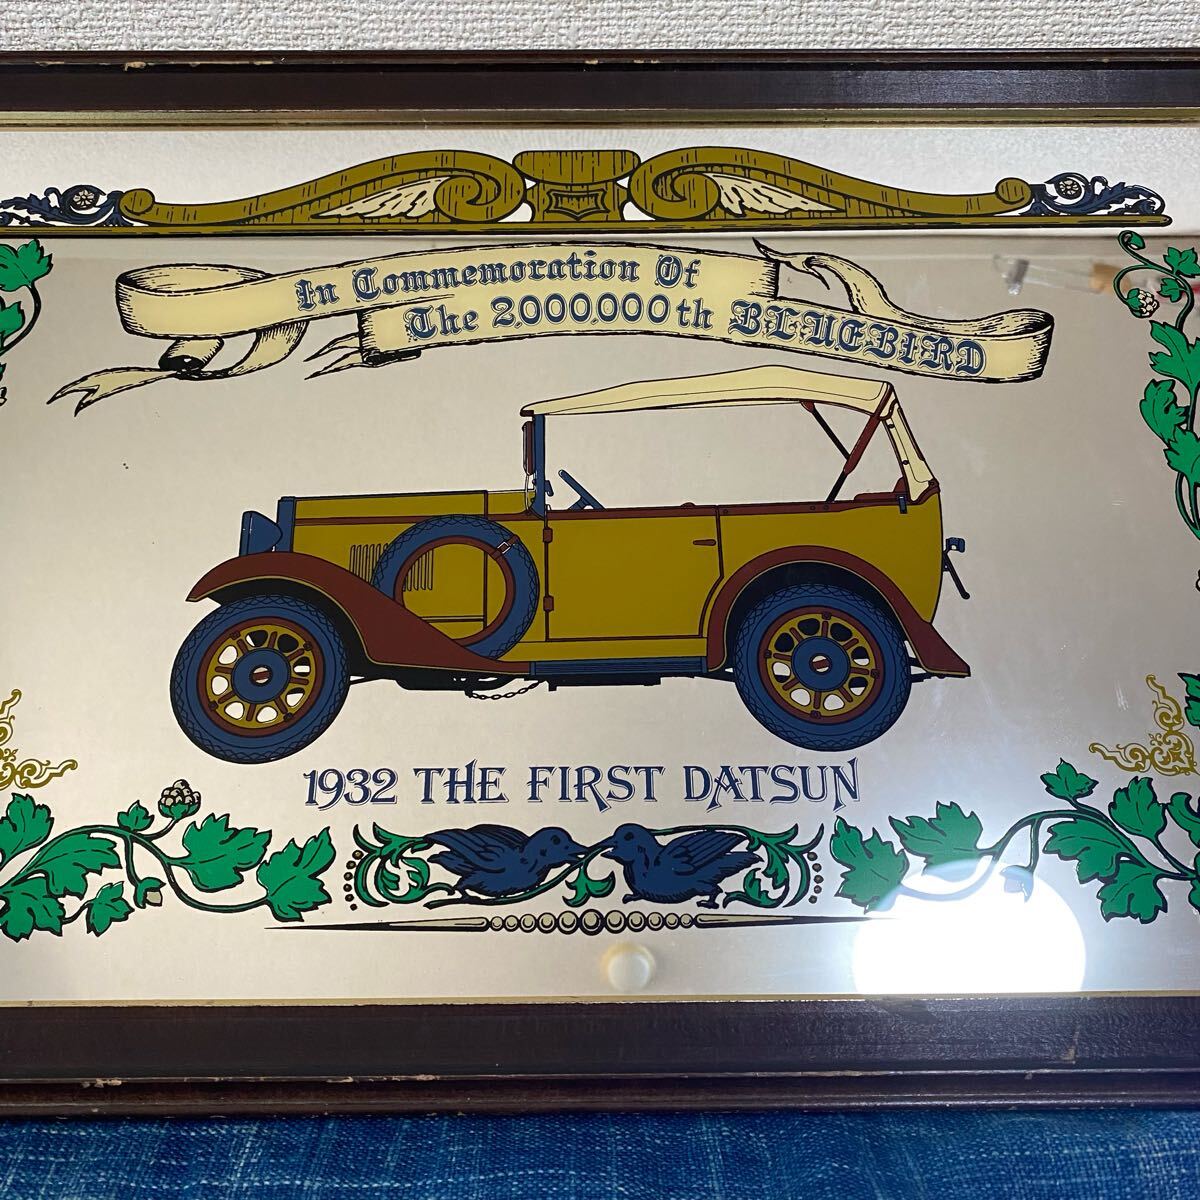 In Commemoration Of
The 2,000,000th BLUEBIRD
1932 THE FIRST DATSUN